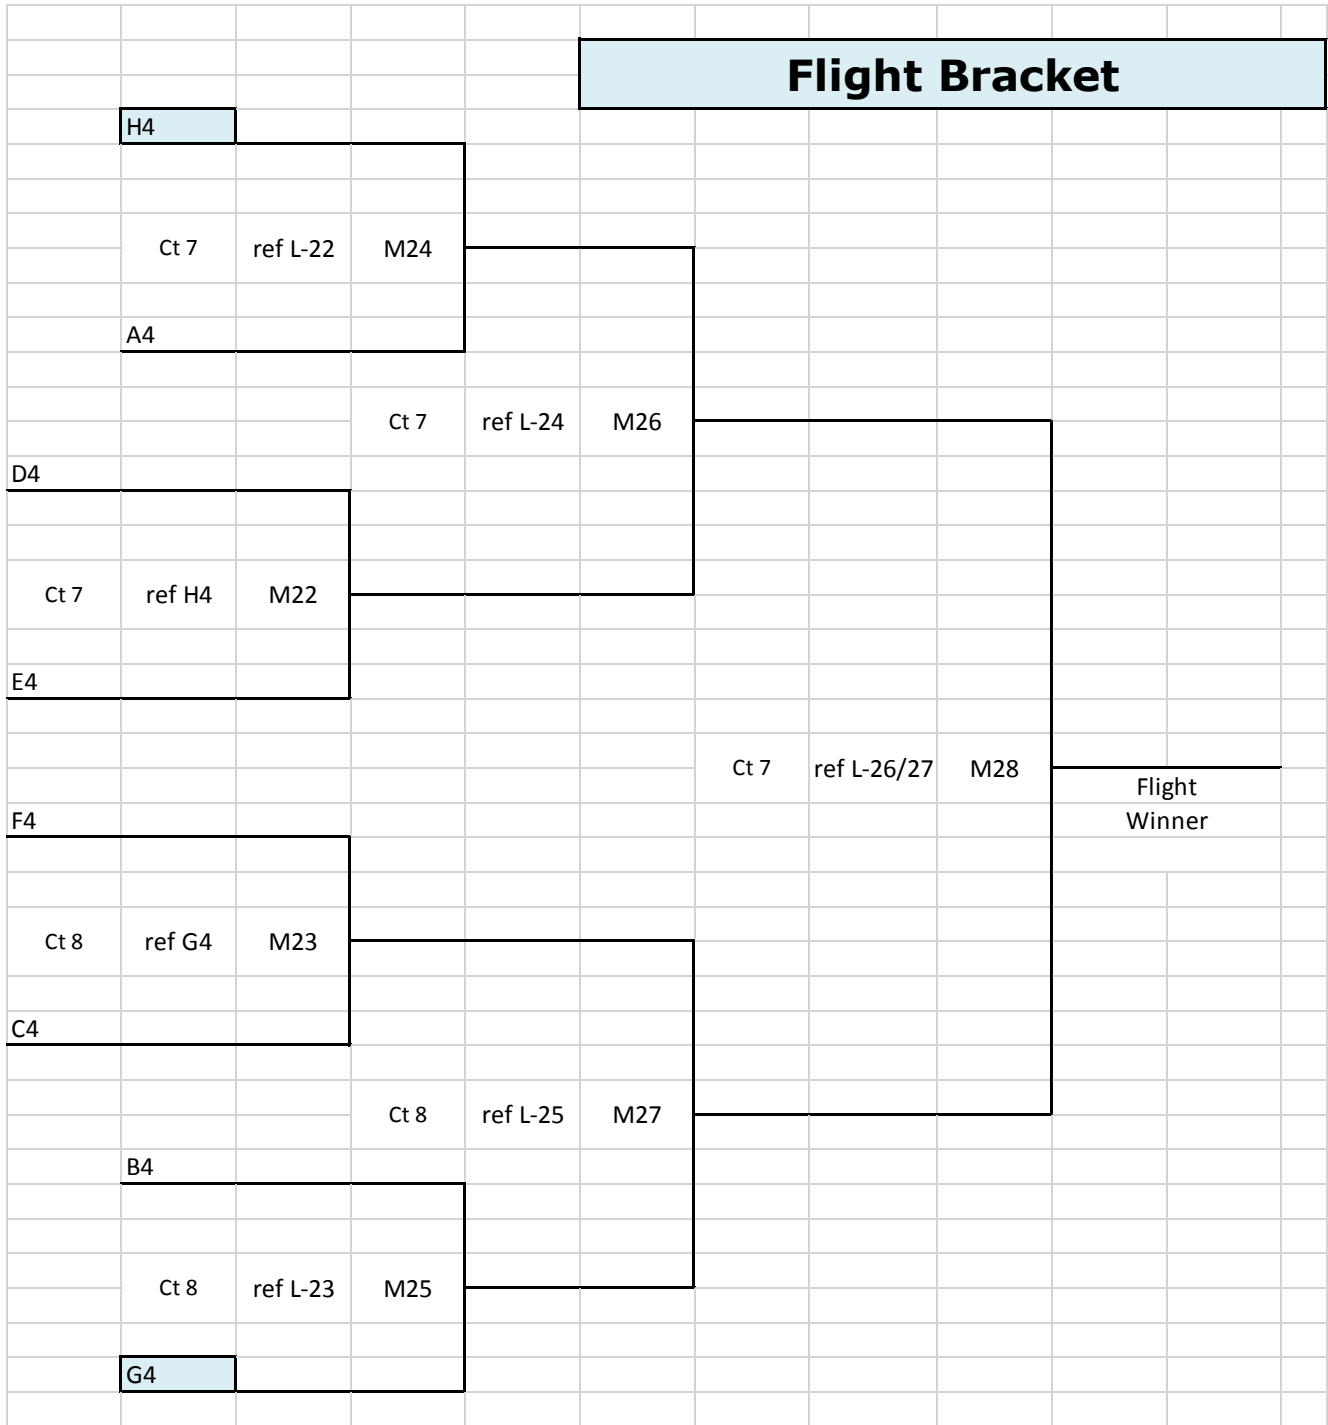 Flight Bracket
H4
Ct 7 ref L-22 M24
A4
Ct 7 ref L-24 M26
D4
Ct 7 ref H4 M22
E4
Ct 7 ref L-26/27 M28
Flight
Winner
F4
Ct 8 ref G4 M23
C4
Ct 8 ref L-25 M27
B4
Ct 8 ref L-23 M25
G4